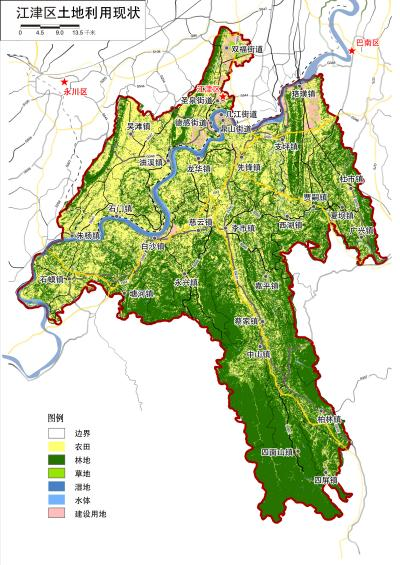 江津区土地利用现状
0 4.5 9.0 13.5千米
双福街道
巴南区
永川区
江津区
圣泉街道
珞璜镇
吴滩镇
德感街道
几江街道
鼎山街道
支坪镇
油溪镇
龙华镇
先锋镇
杜市镇
石门镇
贾嗣镇
夏坝镇
慈云镇
李市镇
西湖镇
广兴镇
朱杨镇
白沙镇
石蟆镇
塘河镇
永兴镇
嘉平镇
蔡家镇
中山镇
柏林镇
四面山镇
四屏镇
图例
边界
农田
林地
草地
湿地
水体
建设用地